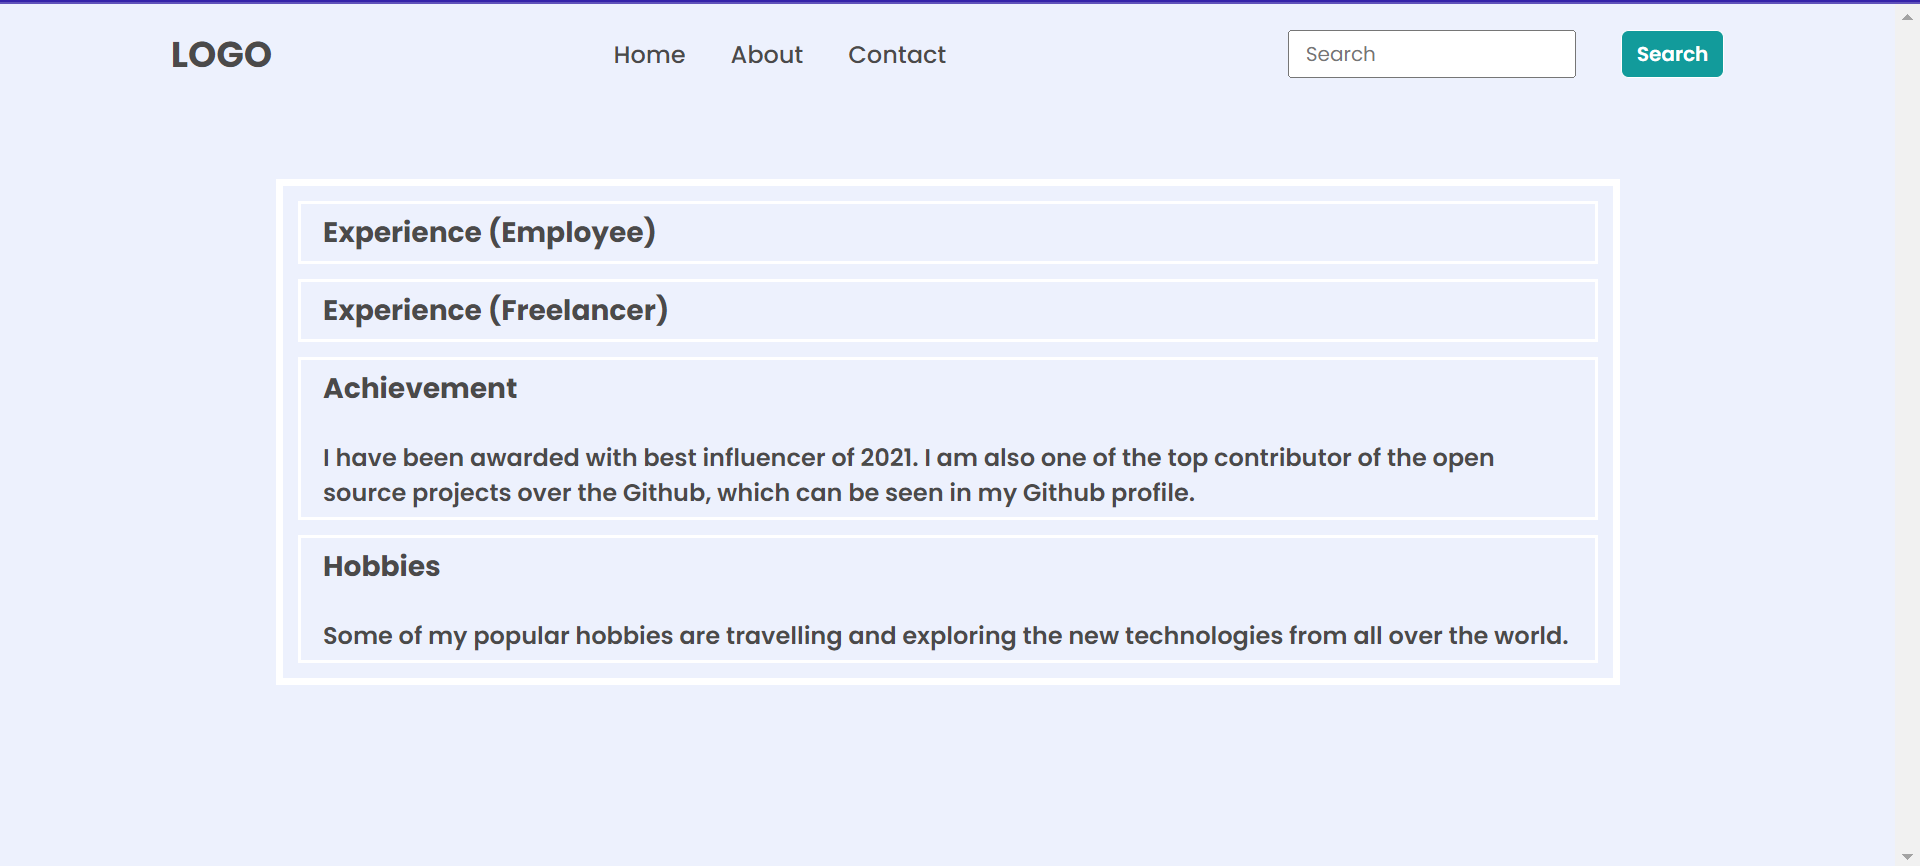 LOGO
Home About Contact
Search
Search
Experience (Employee)
Experience (Freelancer)
Achievement
I have been awarded with best influencer of 2021. I am also one of the top contributor of the open
source projects over the Github, which can be seen in my Github profile.
Hobbies
Some of my popular hobbies are travelling and exploring the new technologies from all over the world.